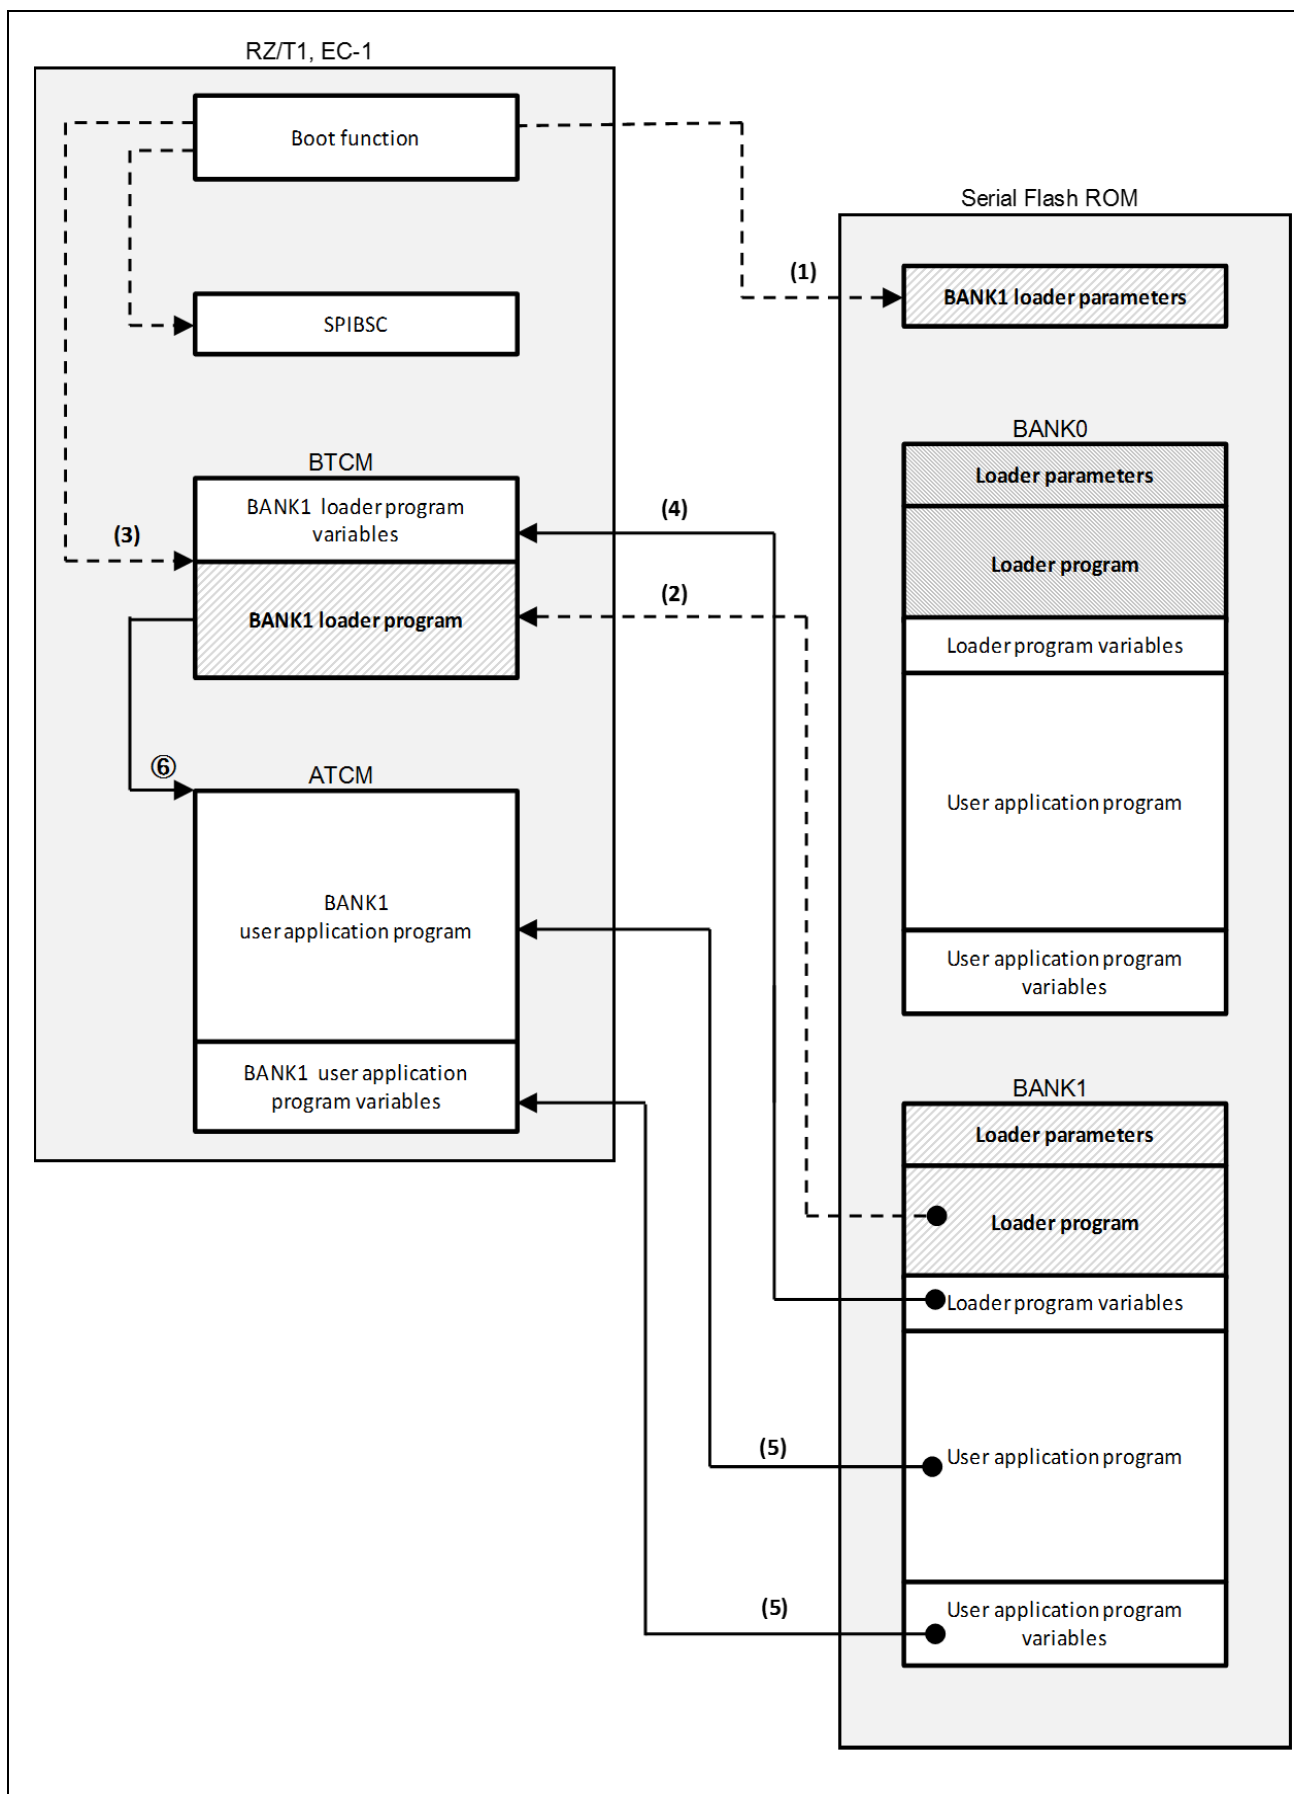 RZ/T1, EC-1
Boot function
Serial Flash ROM
(1)
BANK1 loader parameters
SPIBSC
BANK0
BTCM
Loader parameters
BANK1 loader program
variables
(4)
(3)
Loader program
(2)
BANK1 loader program
Loader program variables
⑥
ATCM
User application program
BANK1
user application program
User application program
variables
BANK1 user application
program variables
BANK1
Loader parameters
Loader program
Loader program variables
(5)
User application program
(5)
User application program
variables